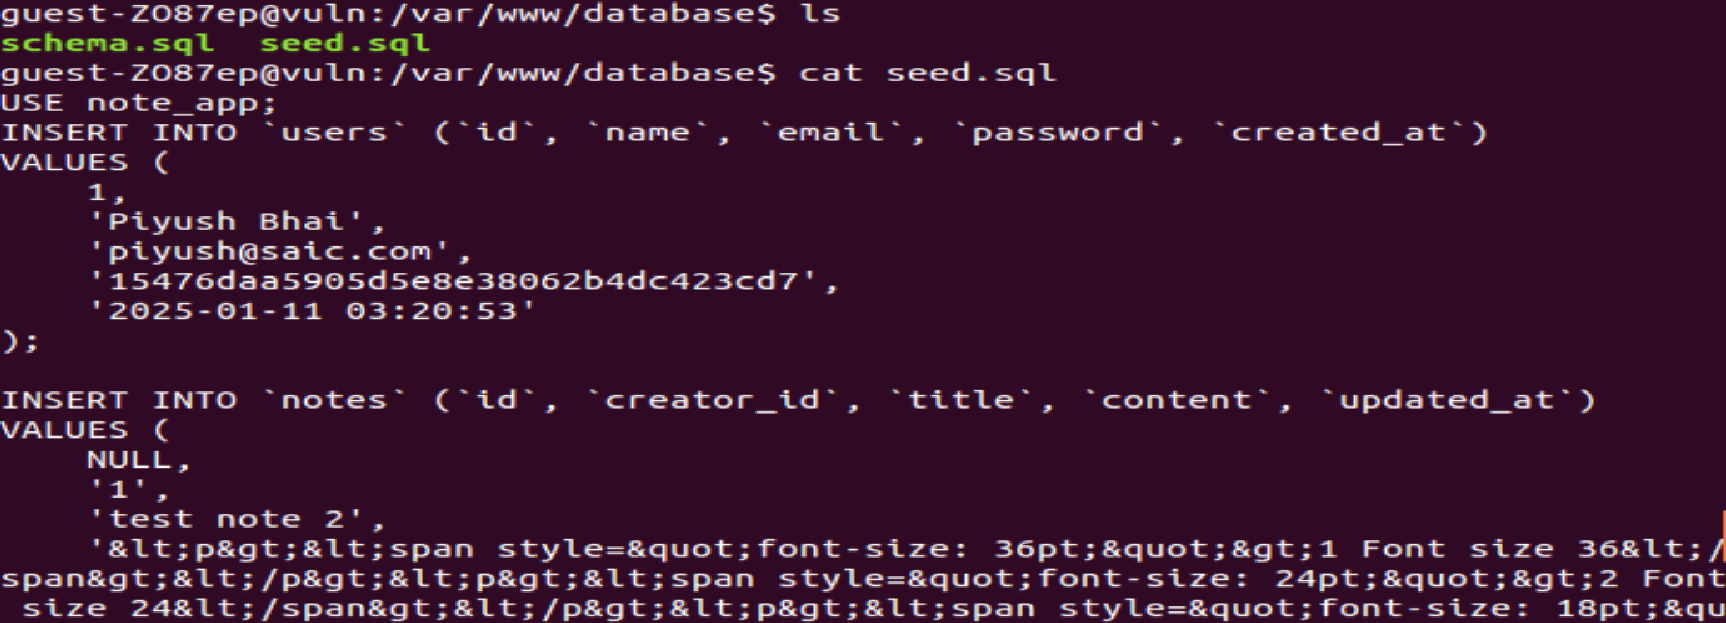 guest-ZO87ep@vuln:/var/www/database$ ls
schema.sql  seed.sql
guest-ZO87ep@vuln:/var/www/database$ cat seed.sql
USE note_app;
INSERT INTO `users` (`id`, `name`, `email`, `password`, `created_at`)
VALUES (
    1,
    'Piyush Bhai',
    'piyush@saic.com',
    '15476daa5905d5e8e38062b4dc423cd7',
    '2025-01-11 03:20:53'
);
INSERT INTO `notes` (`id`, `creator_id`, `title`, `content`, `updated_at`)
VALUES (
    NULL,
    '1',
    'test note 2',
    '&lt;p&gt;&lt;span style=&quot;font-size: 36pt;&quot;&gt;1 Font size 36&lt;/
span&gt;&lt;/p&gt;&lt;p&gt;&lt;span style=&quot;font-size: 24pt;&quot;&gt;2 Font
 size 24&lt;/span&gt;&lt;/p&gt;&lt;p&gt;&lt;span style=&quot;font-size: 18pt;&qu